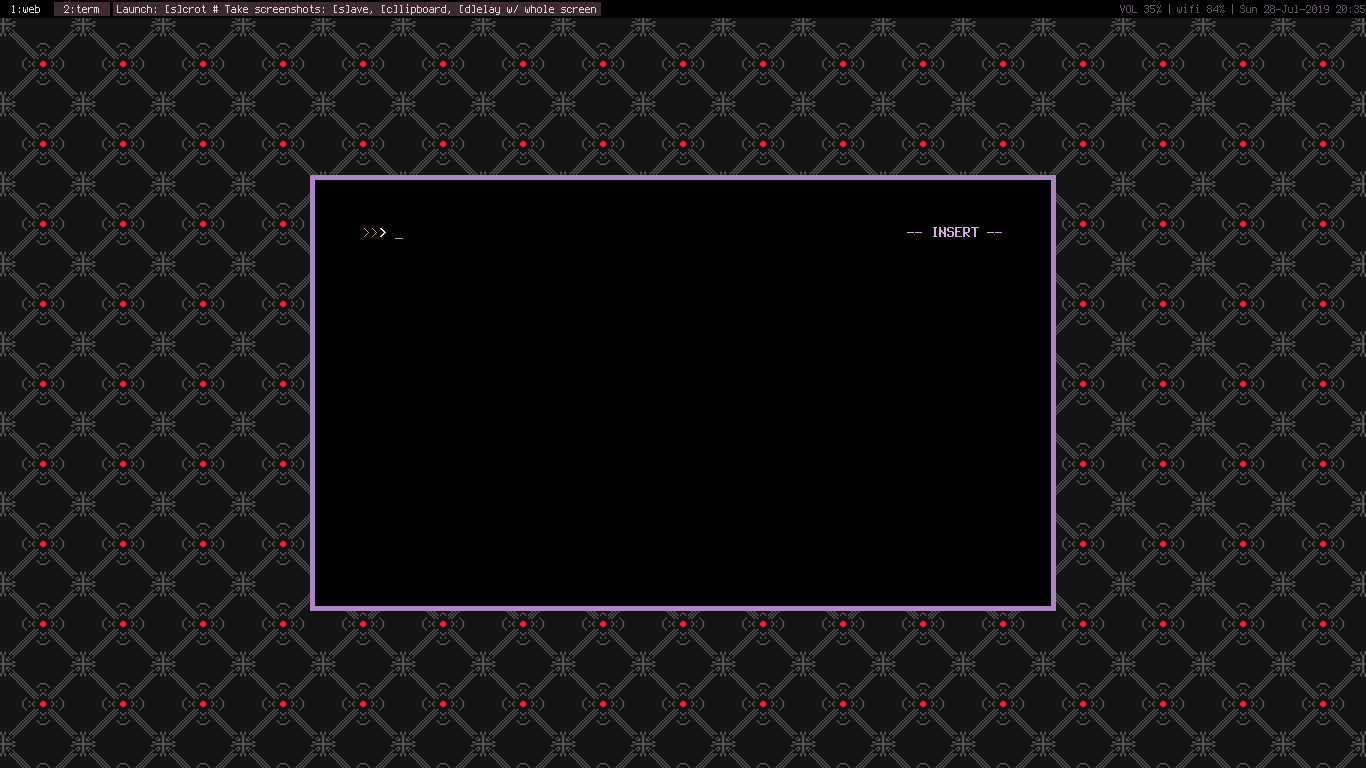 1:web 2:term Launch: [s]crot # Take screenshots: [s]ave, [c]lipboard, [d]elay w/ whole screen VOL 35% | wifi 84% | Sun 28-Jul-2019 20:35
>>> _ -- INSERT --